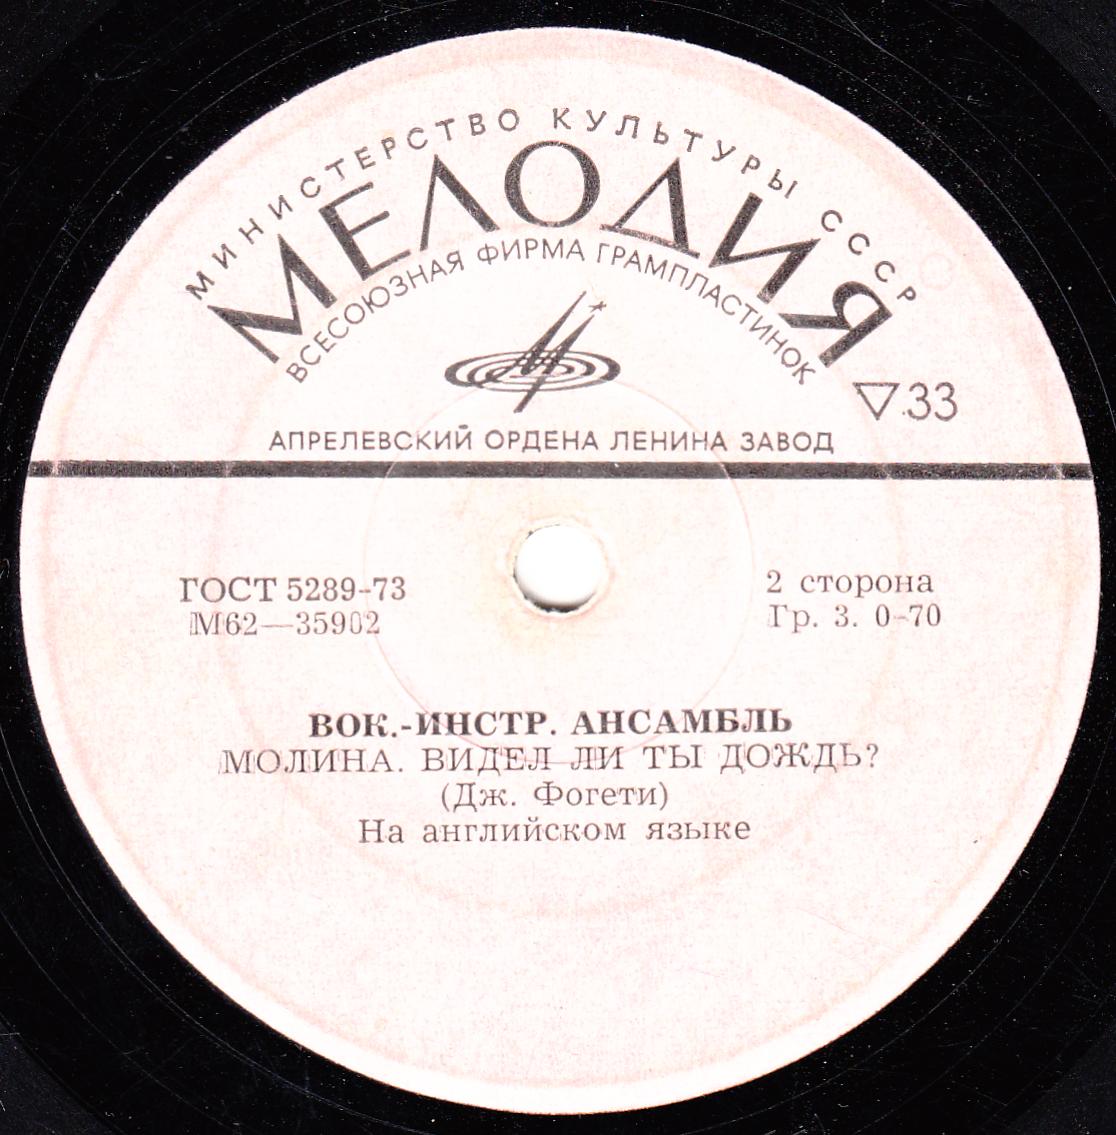 МИНИСТЕРСТВО КУЛЬТУРЫ СССР
МЕЛОДИЯ
ВСЕСОЮЗНАЯ ФИРМА ГРАМПЛАСТИНОК
▽33
АПРЕЛЕВСКИЙ ОРДЕНА ЛЕНИНА ЗАВОД
ГОСТ 5289-73
М62—35902
2 сторона
Гр. 3. 0-70
ВОК.-ИНСТР. АНСАМБЛЬ
МОЛИНА. ВИДЕЛ ЛИ ТЫ ДОЖДЬ?
(Дж. Фогети)
На английском языке